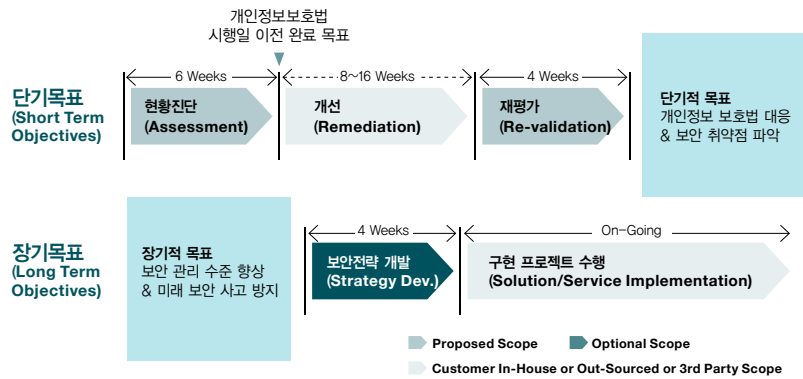 개인정보보호법
시행일 이전 완료 목표
6 Weeks
8~16 Weeks
4 Weeks
단기목표
(Short Term
Objectives)
현황진단
(Assessment)
개선
(Remediation)
재평가
(Re-validation)
단기적 목표
개인정보 보호법 대응
& 보안 취약점 파악
4 Weeks
On-Going
장기목표
(Long Term
Objectives)
장기적 목표
보안 관리 수준 향상
& 미래 보안 사고 방지
보안전략 개발
(Strategy Dev.)
구현 프로젝트 수행
(Solution/Service Implementation)
Proposed Scope
Optional Scope
Customer In-House or Out-Sourced or 3rd Party Scope